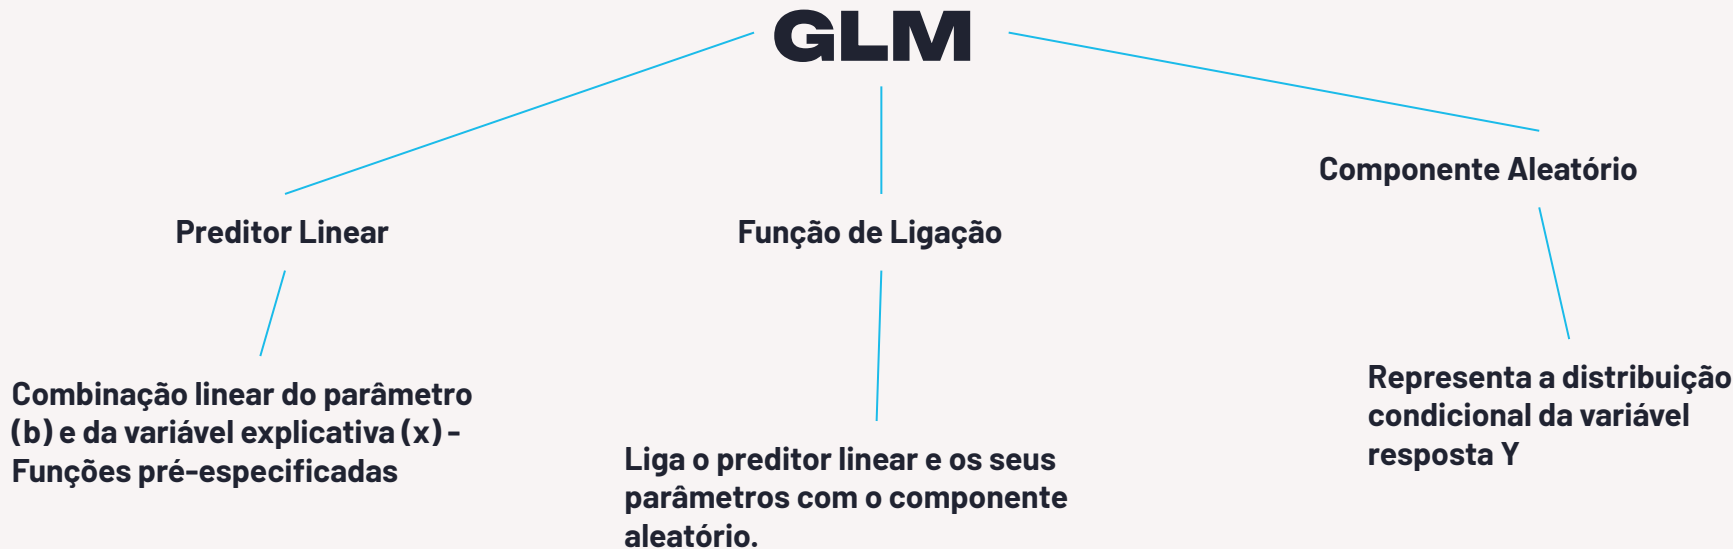 GLM
Preditor Linear
Combinação linear do parâmetro
(b) e da variável explicativa (x) -
Funções pré-especificadas
Função de Ligação
Liga o preditor linear e os seus
parâmetros com o componente
aleatório.
Componente Aleatório
Representa a distribuição
condicional da variável
resposta Y